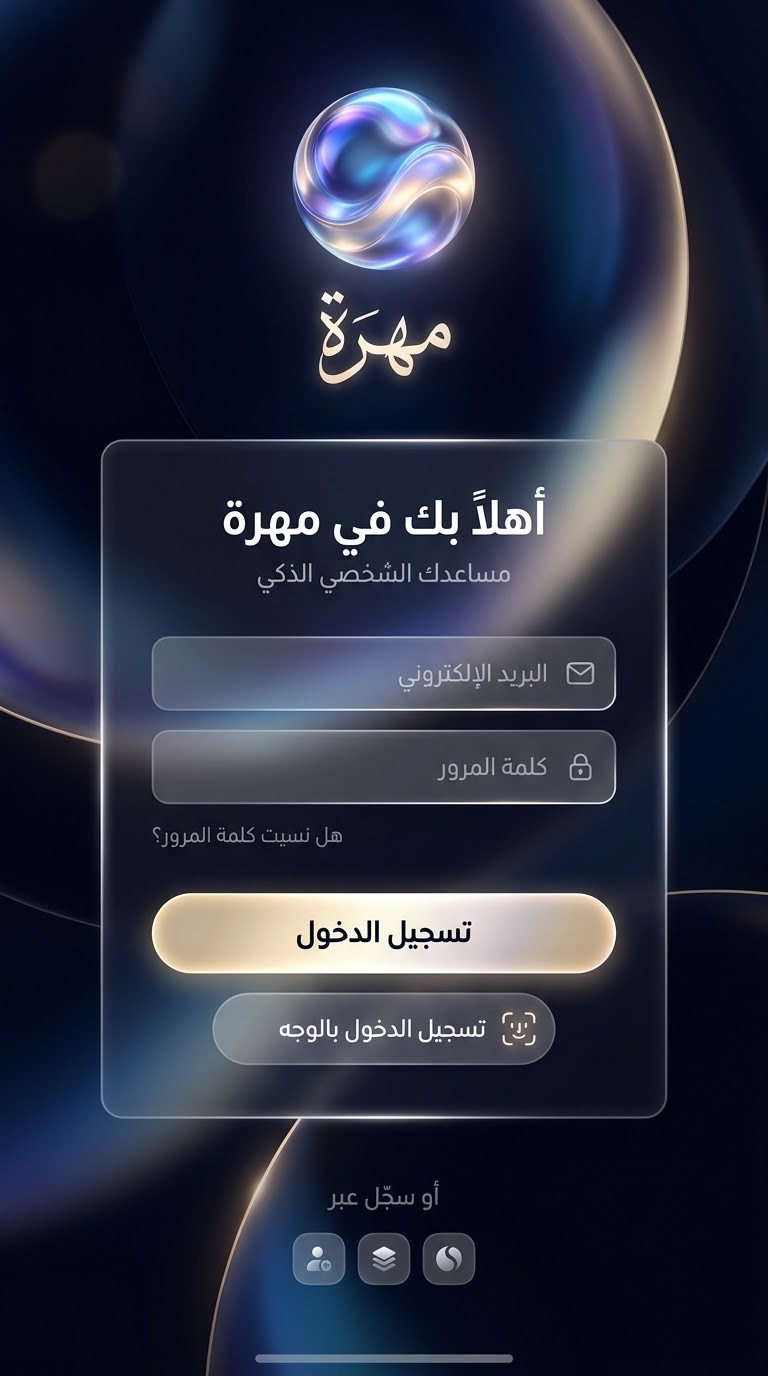 مهرَة
أهلاً بك في مهرة
مساعدك الشخصي الذكي
البريد الإلكتروني
كلمة المرور
هل نسيت كلمة المرور؟
تسجيل الدخول
تسجيل الدخول بالوجه
أو سجّل عبر